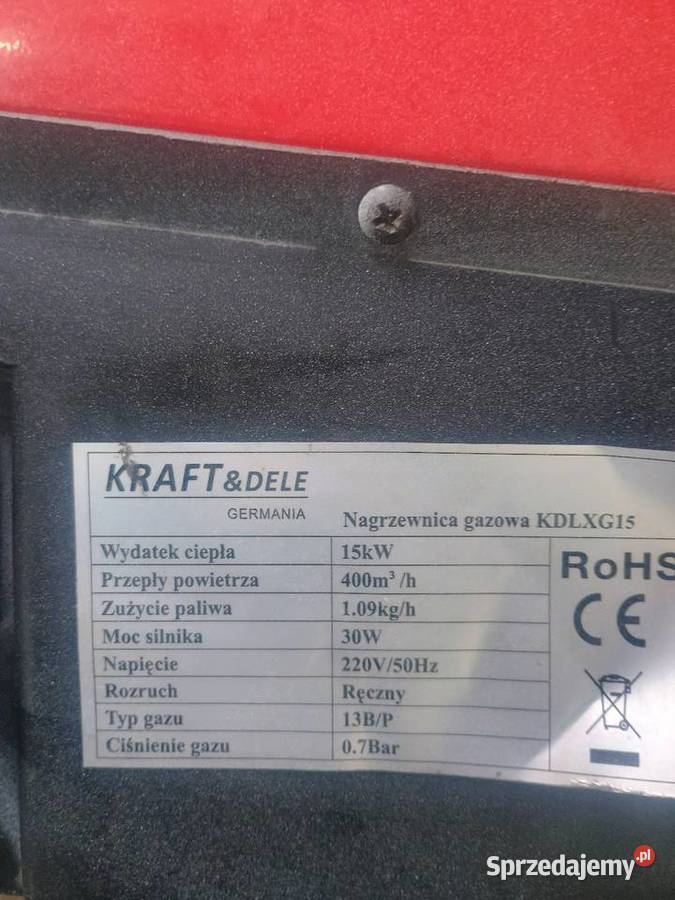 KRAFT&DELE
GERMANIA
Nagrzewnica gazowa KDLXG15
Wydatek ciepła 15kW
Przepły powietrza 400m³/h
Zużycie paliwa 1.09kg/h
Moc silnika 30W
Napięcie 220V/50Hz
Rozruch Ręczny
Typ gazu 13B/P
Ciśnienie gazu 0.7Bar
RoHS
CE
Sprzedajemy.pl